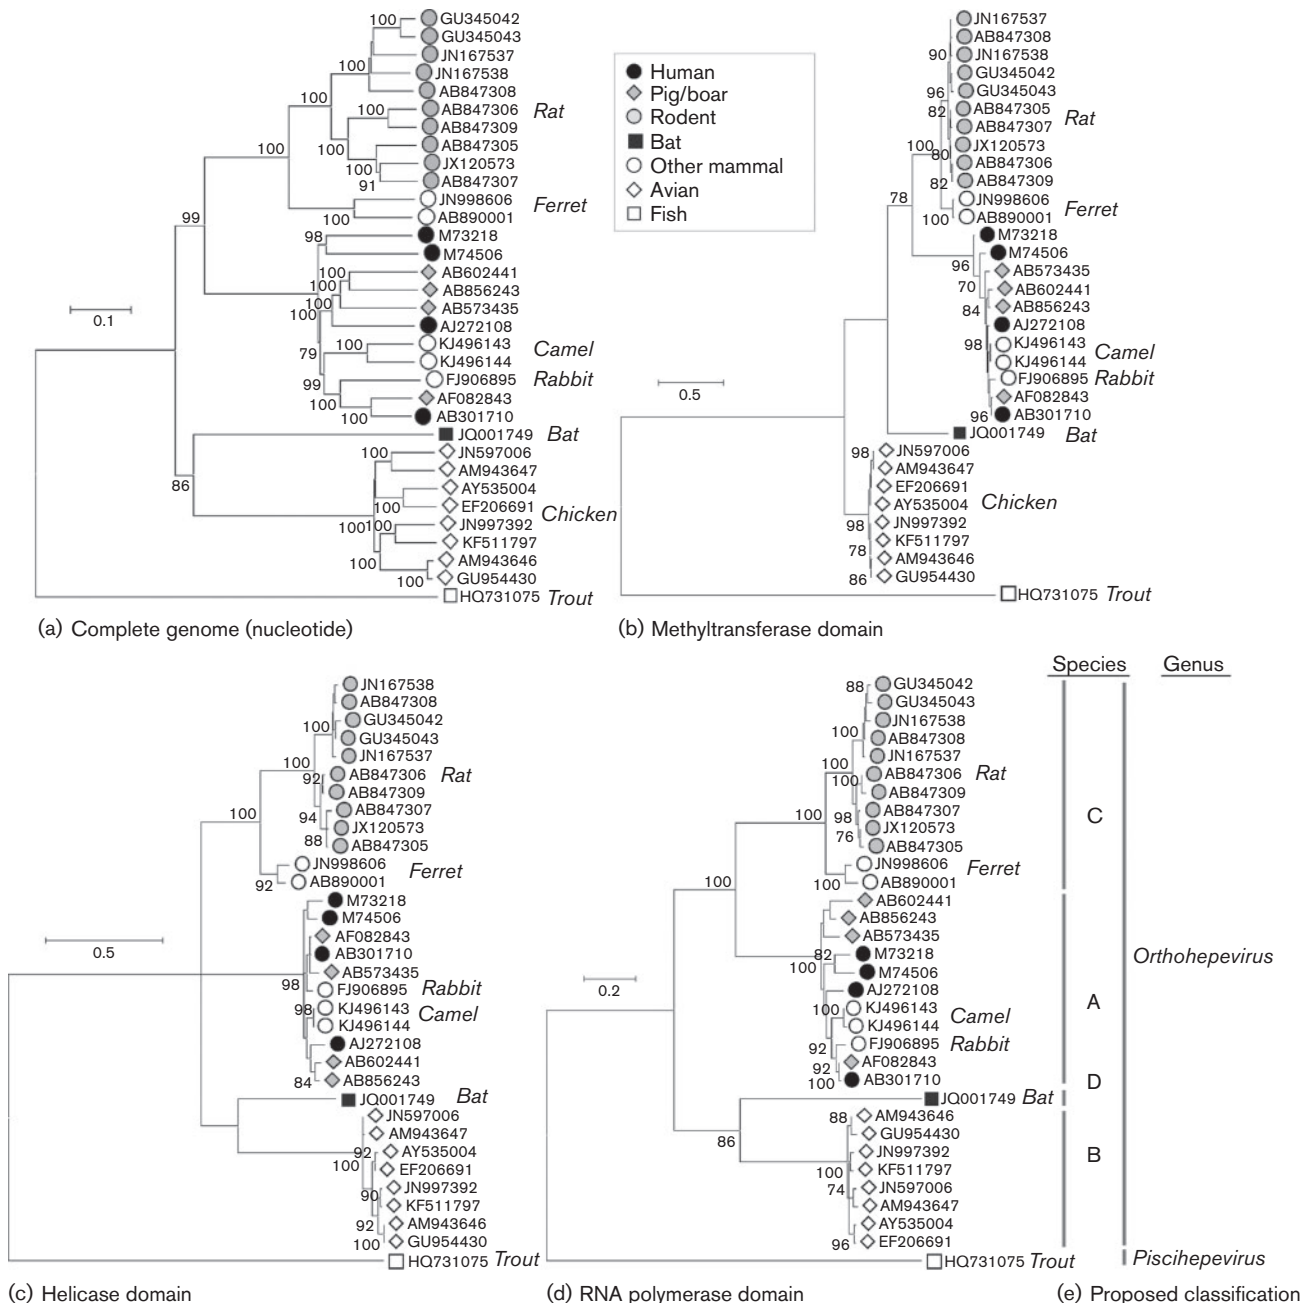 100
GU345042
GU345043
JN167537
100
JN167538
AB847308
100
100
AB847306
Rat
AB847309
100
100
AB847305
100
JX120573
91
AB847307
99
JN998606
Ferret
100
AB890001
98
M73218
M74506
100
AB602441
100
AB856243
100
AB573435
100
AJ272108
79
100
KJ496143
Camel
KJ496144
99
FJ906895
Rabbit
100
AF082843
100
AB301710
JQ001749
Bat
86
100
JN597006
AM943647
AY535004
100
EF206691
Chicken
100
100
JN997392
KF511797
100
AM943646
100
GU954430
HQ731075
Trout
0.1
(a) Complete genome (nucleotide)
Human
Pig/boar
Rodent
Bat
Other mammal
Avian
Fish
JN167537
AB847308
90
JN167538
GU345042
96
GU345043
82
AB847305
Rat
AB847307
100
80
JX120573
AB847306
82
AB847309
78
JN998606
Ferret
100
AB890001
M73218
M74506
96
AB573435
70
AB602441
84
AB856243
AJ272108
98
KJ496143
Camel
KJ496144
FJ906895
Rabbit
AF082843
96
AB301710
JQ001749
Bat
98
JN597006
AM943647
EF206691
AY535004
Chicken
98
JN997392
78
KF511797
AM943646
86
GU954430
HQ731075
Trout
0.5
(b) Methyltransferase domain
JN167538
AB847308
100
GU345042
GU345043
100
JN167537
92
AB847306
Rat
AB847309
100
94
AB847307
JX120573
88
AB847305
JN998606
Ferret
92
AB890001
M73218
M74506
AF082843
AB301710
AB573435
98
FJ906895
Rabbit
98
KJ496143
Camel
KJ496144
AJ272108
AB602441
84
AB856243
JQ001749
Bat
JN597006
AM943647
92
AY535004
100
EF206691
90
JN997392
KF511797
92
AM943646
100
GU954430
HQ731075
Trout
0.5
(c) Helicase domain
88
GU345042
GU345043
JN167538
100
AB847308
JN167537
100
100
AB847306
Rat
AB847309
100
98
AB847307
76
JX120573
AB847305
JN998606
Ferret
100
100
AB890001
AB602441
AB856243
AB573435
82
M73218
100
M74506
AJ272108
100
KJ496143
Camel
KJ496144
92
FJ906895
Rabbit
92
AF082843
100
AB301710
JQ001749
Bat
86
88
AM943646
GU954430
JN997392
100
KF511797
74
JN597006
AM943647
AY535004
96
EF206691
HQ731075
Trout
0.2
(d) RNA polymerase domain
Species Genus
C
Orthohepevirus
A
D
B
Piscihepevirus
(e) Proposed classification